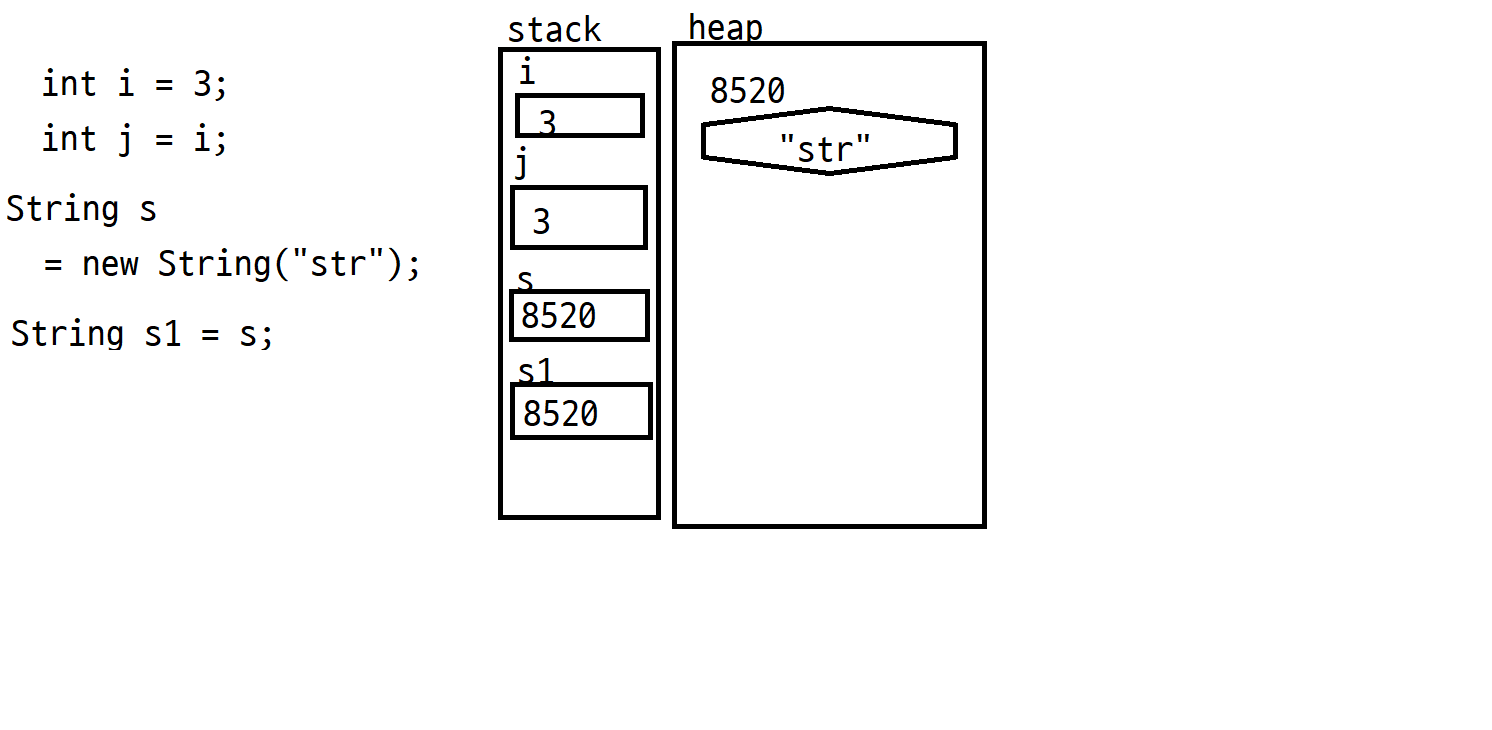 int i = 3;
int j = i;
String s
= new String("str");
String s1 = s;
stack
i
3
j
3
s
8520
s1
8520
heap
8520
"str"